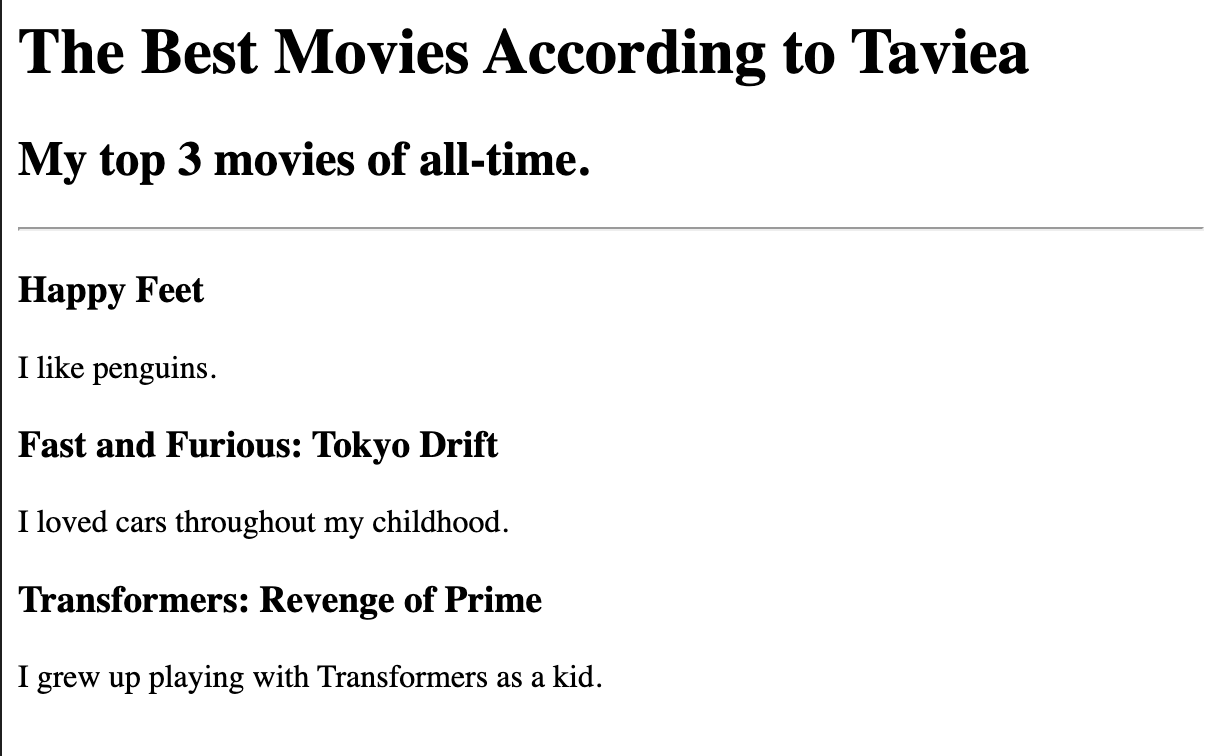 The Best Movies According to Taviea
My top 3 movies of all-time.
Happy Feet
I like penguins.
Fast and Furious: Tokyo Drift
I loved cars throughout my childhood.
Transformers: Revenge of Prime
I grew up playing with Transformers as a kid.